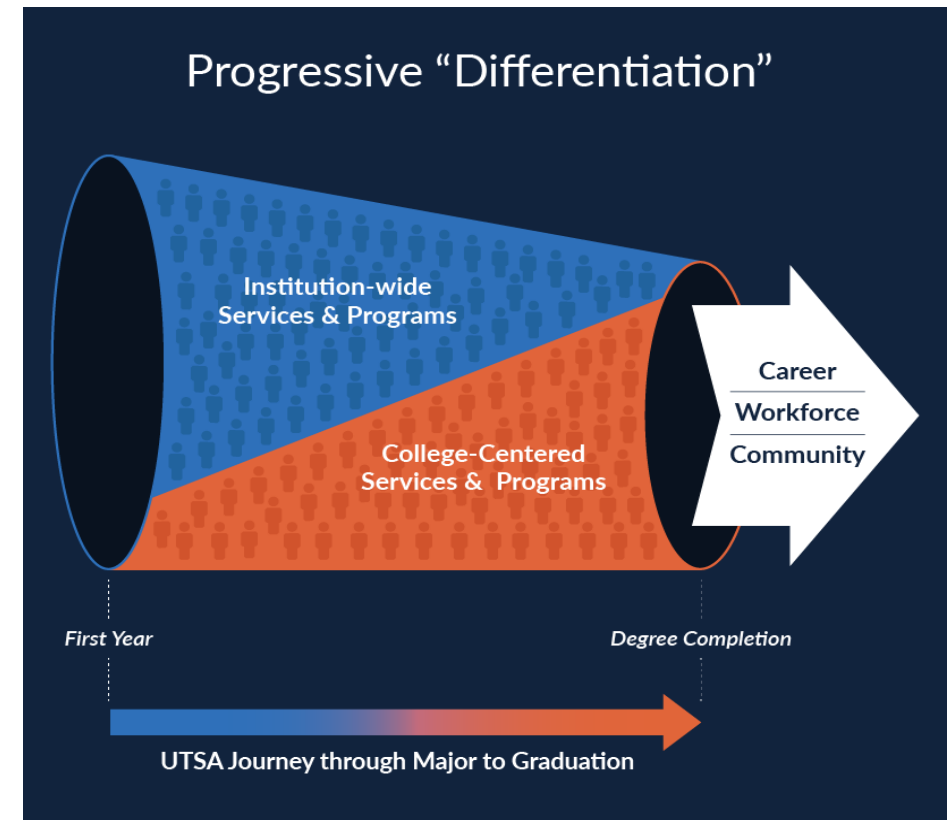 Progressive “Differentiation”
Institution-wide
Services & Programs
College-Centered
Services & Programs
Career
Workforce
Community
First Year
Degree Completion
UTSA Journey through Major to Graduation